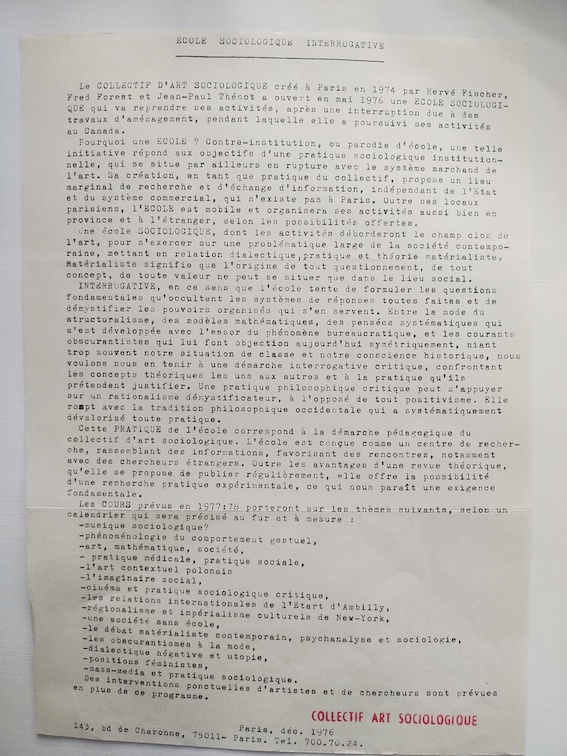 ECOLE SOCIOLOGIQUE INTERROGATIVE
Le COLLECTIF D'ART SOCIOLOGIQUE créé à Paris en 1974 par Hervé Fischer,
Fred Forest et Jean-Paul Thénot a ouvert en mai 1976 une ECOLE SOCIOLOGI-
QUE qui va reprendre ses activités, après une interruption due à des
travaux d'aménagement, pendant laquelle elle a poursuivi ses activités
au Canada.
Pourquoi une ECOLE ? Contre-institution, ou parodie d'école, une telle
initiative répond aux objectifs d'une pratique sociologique institution-
nelle, qui se situe par ailleurs en rupture avec le système marchand de
l'art. Sa création, en tant que pratique du collectif, propose un lieu
marginal de recherche et d'échange d'information, indépendant de l'Etat
et du système commercial, qui n'existe pas à Paris. Outre ses locaux
parisiens, l'ECOLE est mobile et organisera ses activités aussi bien en
province et à l'étranger, selon les possibilités offertes.
Une école SOCIOLOGIQUE, dont les activités déborderont le champ clos de
l'art, pour s'exercer sur une problématique large de la société contempo-
raine, mettant en relation dialectique,pratique et théorie matérialiste.
Matérialiste signifie que l'origine de tout questionnement, de tout
concept, de toute valeur ne peut se situer que dans le lieu social.
INTERROGATIVE, en ce sens que l'école tente de formuler les questions
fondamentales qu'occultent les systèmes de réponses toutes faites et de
démystifier les pouvoirs organisés qui s'en servent. Entre la mode du
structuralisme, des modèles mathématiques, des pensées systématiques qui
s'est développée avec l'essor du phénomène bureaucratique, et les courants
obscurantistes qui lui font objection aujourd'hui symétriquement, niant
trop souvent notre situation de classe et notre conscience historique, nous
voulons nous en tenir à une démarche interrogative critique, confrontant
les concepts théoriques les uns aux autres et à la pratique qu'ils
prétendent justifier. Une pratique philosophique critique peut s'appuyer
sur un rationalisme démystificateur, à l'opposé de tout positivisme. Elle
rompt avec la tradition philosophique occidentale qui a systématiquement
dévalorisé toute pratique.
Cette PRATIQUE de l'école correspond à la démarche pédagogique du
collectif d'art sociologique. L'école est conçue comme un centre de recher-
che, rassemblant des informations, favorisant des rencontres, notamment
avec des chercheurs étrangers. Outre les avantages d'une revue théorique,
qu'elle se propose de publier régulièrement, elle offre la possibilité
d'une recherche pratique expérimentale, ce qui nous paraît une exigence
fondamentale.
Les COURS prévus en 1977:78 porteront sur les thèmes suivants, selon un
calendrier qui sera précisé au fur et à mesure :
-musique sociologique?
-phénoménologie du comportement gestuel,
-art, mathématique, société,
- pratique médicale, pratique sociale,
-l'art contextuel polonais
-l'imaginaire social,
-cinéma et pratique sociologique critique,
-les relations internationales de l'Etart d'Ambilly,
-régionalisme et impérialisme culturels de New-York,
-une société sans école,
-le débat matérialiste contemporain, psychanalyse et sociologie,
-les obscurantismes à la mode,
-dialectique négative et utopie,
-positions féministes,
-mass-media et pratique sociologique.
Des interventions ponctuelles d'artistes et de chercheurs sont prévues
en plus de ce programme.
COLLECTIF ART SOCIOLOGIQUE
Paris, déc. 1976
143, bd de Charonne, 75011- Paris. Tel. 700.70.24.